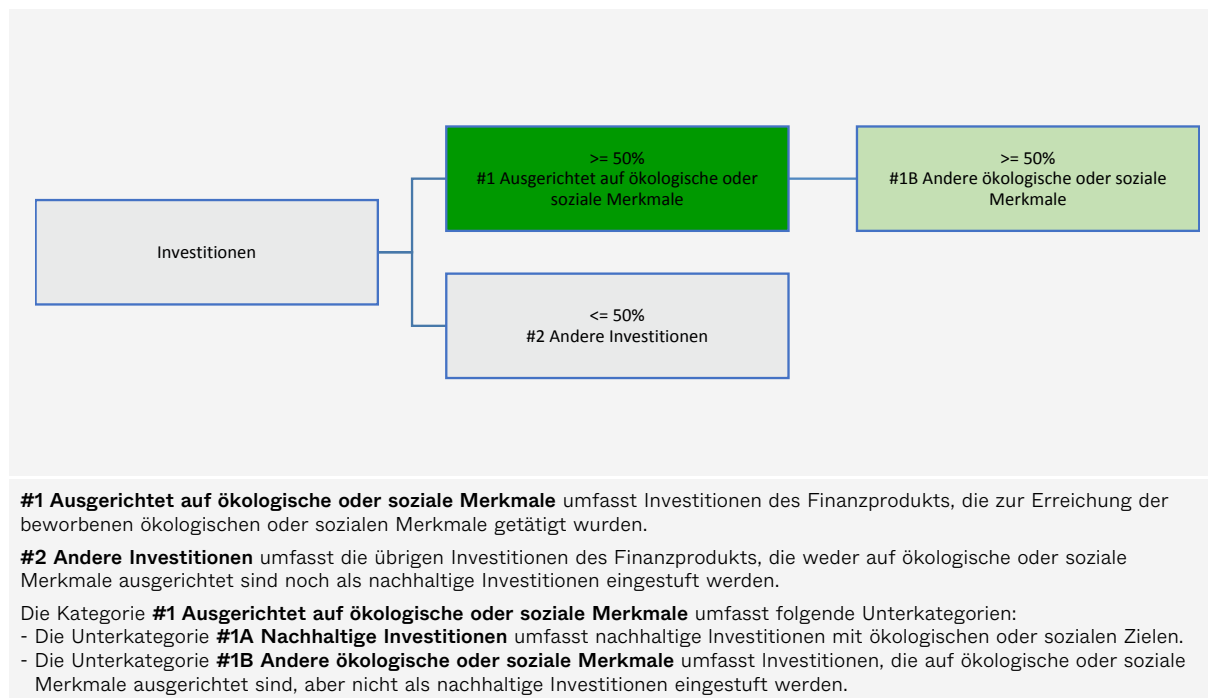 >= 50%
#1 Ausgerichtet auf ökologische oder
soziale Merkmale
>= 50%
#1B Andere ökologische oder soziale
Merkmale
Investitionen
<= 50%
#2 Andere Investitionen
#1 Ausgerichtet auf ökologische oder soziale Merkmale umfasst Investitionen des Finanzprodukts, die zur Erreichung der
beworbenen ökologischen oder sozialen Merkmale getätigt wurden.
#2 Andere Investitionen umfasst die übrigen Investitionen des Finanzprodukts, die weder auf ökologische oder soziale
Merkmale ausgerichtet sind noch als nachhaltige Investitionen eingestuft werden.
Die Kategorie #1 Ausgerichtet auf ökologische oder soziale Merkmale umfasst folgende Unterkategorien:
- Die Unterkategorie #1A Nachhaltige Investitionen umfasst nachhaltige Investitionen mit ökologischen oder sozialen Zielen.
- Die Unterkategorie #1B Andere ökologische oder soziale Merkmale umfasst Investitionen, die auf ökologische oder soziale
Merkmale ausgerichtet sind, aber nicht als nachhaltige Investitionen eingestuft werden.